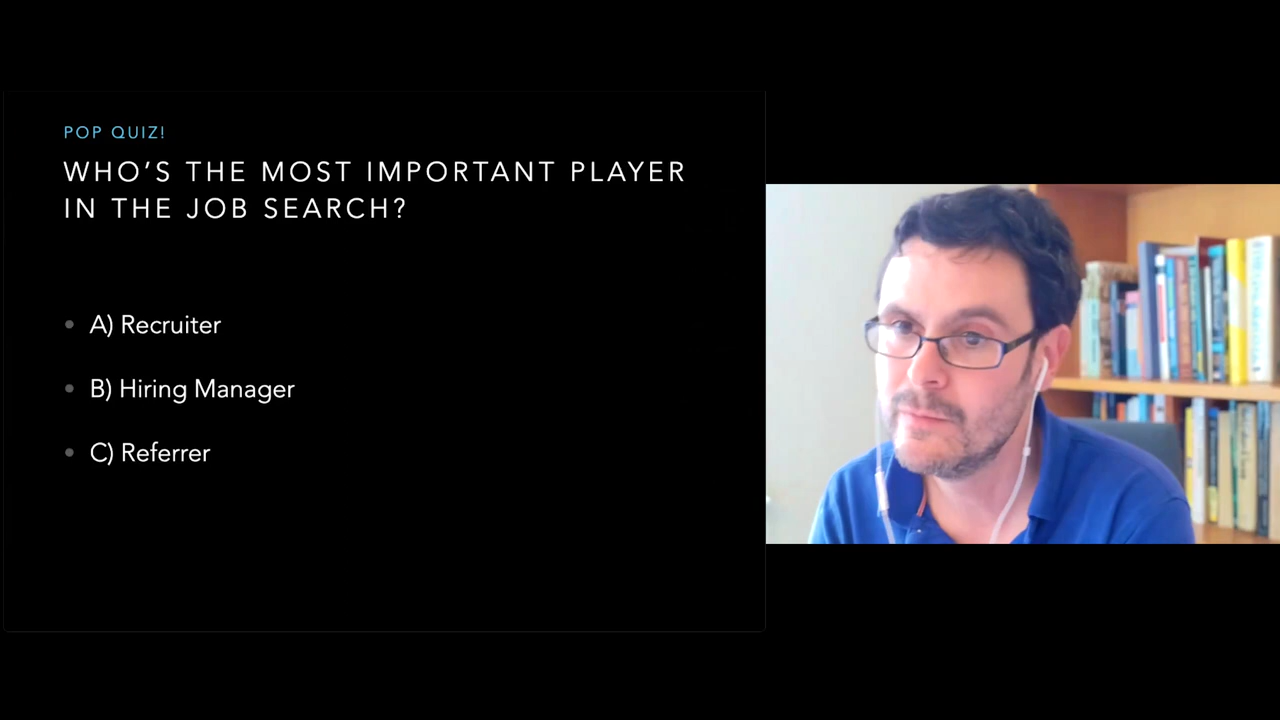 POP QUIZ!
WHO'S THE MOST IMPORTANT PLAYER
IN THE JOB SEARCH?
• A) Recruiter
• B) Hiring Manager
• C) Referrer